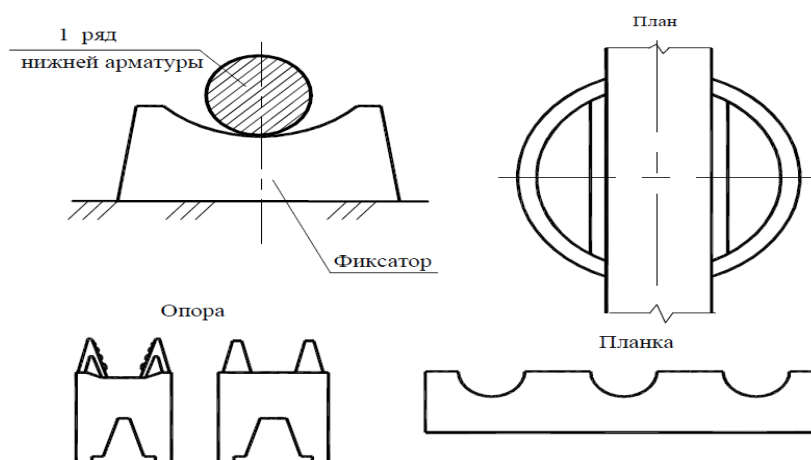 1 ряд
нижней арматуры
План
Фиксатор
Опора
Планка